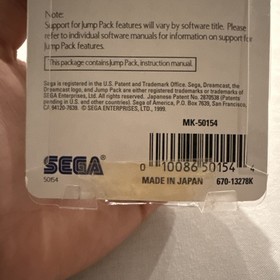 Note:
Support for Jump Pack features will vary by software title. Please
refer to individual software manuals for information on support for
Jump Pack features.
This package contains Jump Pack, instruction manual.
Sega is registered in the U.S. Patent and Trademark Office. Sega, Dreamcast, the
Dreamcast logo, and Jump Pack are either registered trademarks or trademarks of
SEGA Enterprises, Ltd. All rights reserved. Japanese Patent No. 2870538 (Patents
pending in U.S. and other countries). Sega of America, P.O. Box 7639, San Francisco,
CA 94120-7639. © SEGA ENTERPRISES, LTD., 1999.
MK-50154
SEGA
5064
0 10086 50154 4
MADE IN JAPAN 670-13278K